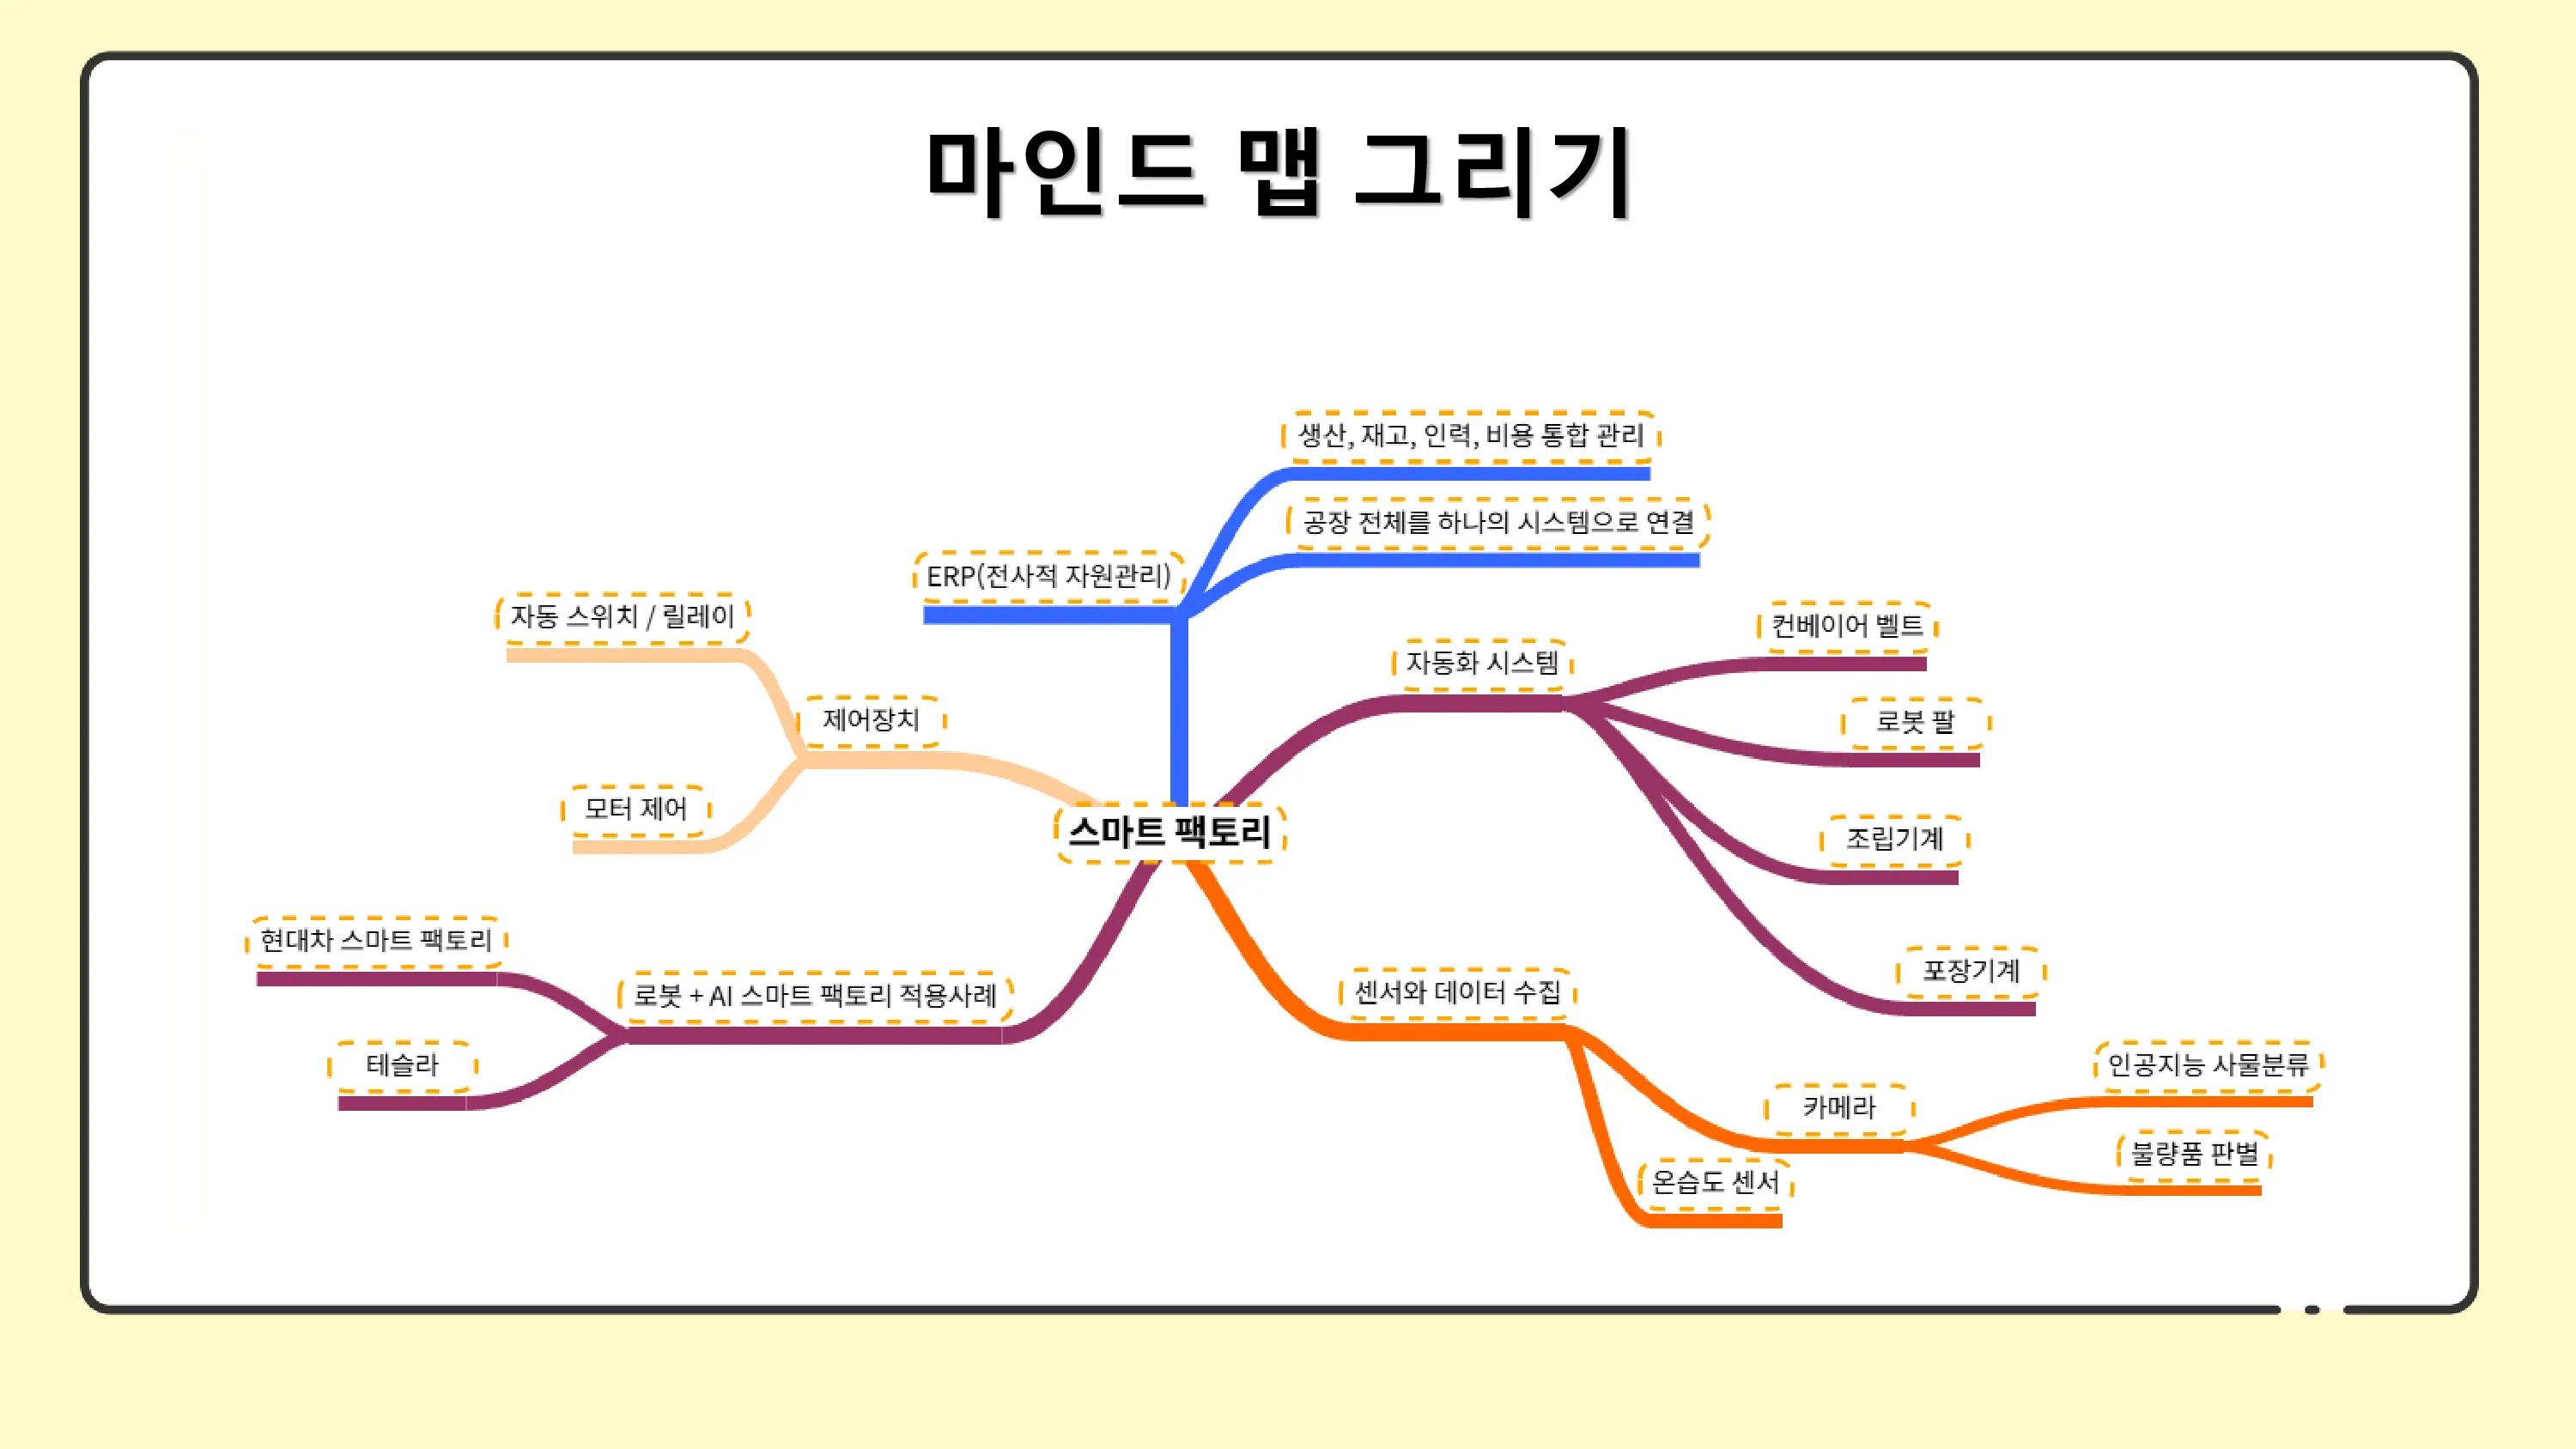 마인드 맵 그리기
생산, 재고, 인력, 비용 통합 관리
공장 전체를 하나의 시스템으로 연결
ERP(전사적 자원관리)
자동 스위치 / 릴레이
제어장치
모터 제어
자동화 시스템
컨베이어 벨트
로봇 팔
조립기계
포장기계
스마트 팩토리
현대차 스마트 팩토리
로봇 + AI 스마트 팩토리 적용사례
테슬라
센서와 데이터 수집
카메라
인공지능 사물분류
불량품 판별
온습도 센서